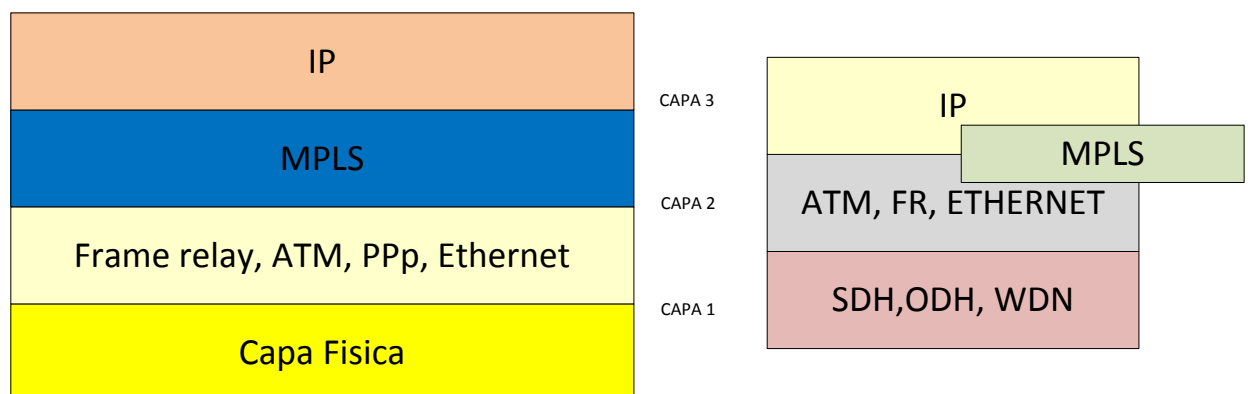 IP
MPLS
Frame relay, ATM, PPp, Ethernet
Capa Fisica
CAPA 3
CAPA 2
CAPA 1
IP
MPLS
ATM, FR, ETHERNET
SDH,ODH, WDN